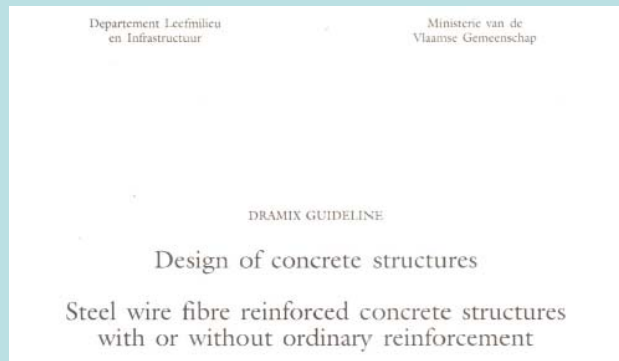 Departement Leefmilieu
en Infrastructuur
Ministerie van de
Vlaamse Gemeenschap
DRAMIX GUIDELINE
Design of concrete structures
Steel wire fibre reinforced concrete structures
with or without ordinary reinforcement